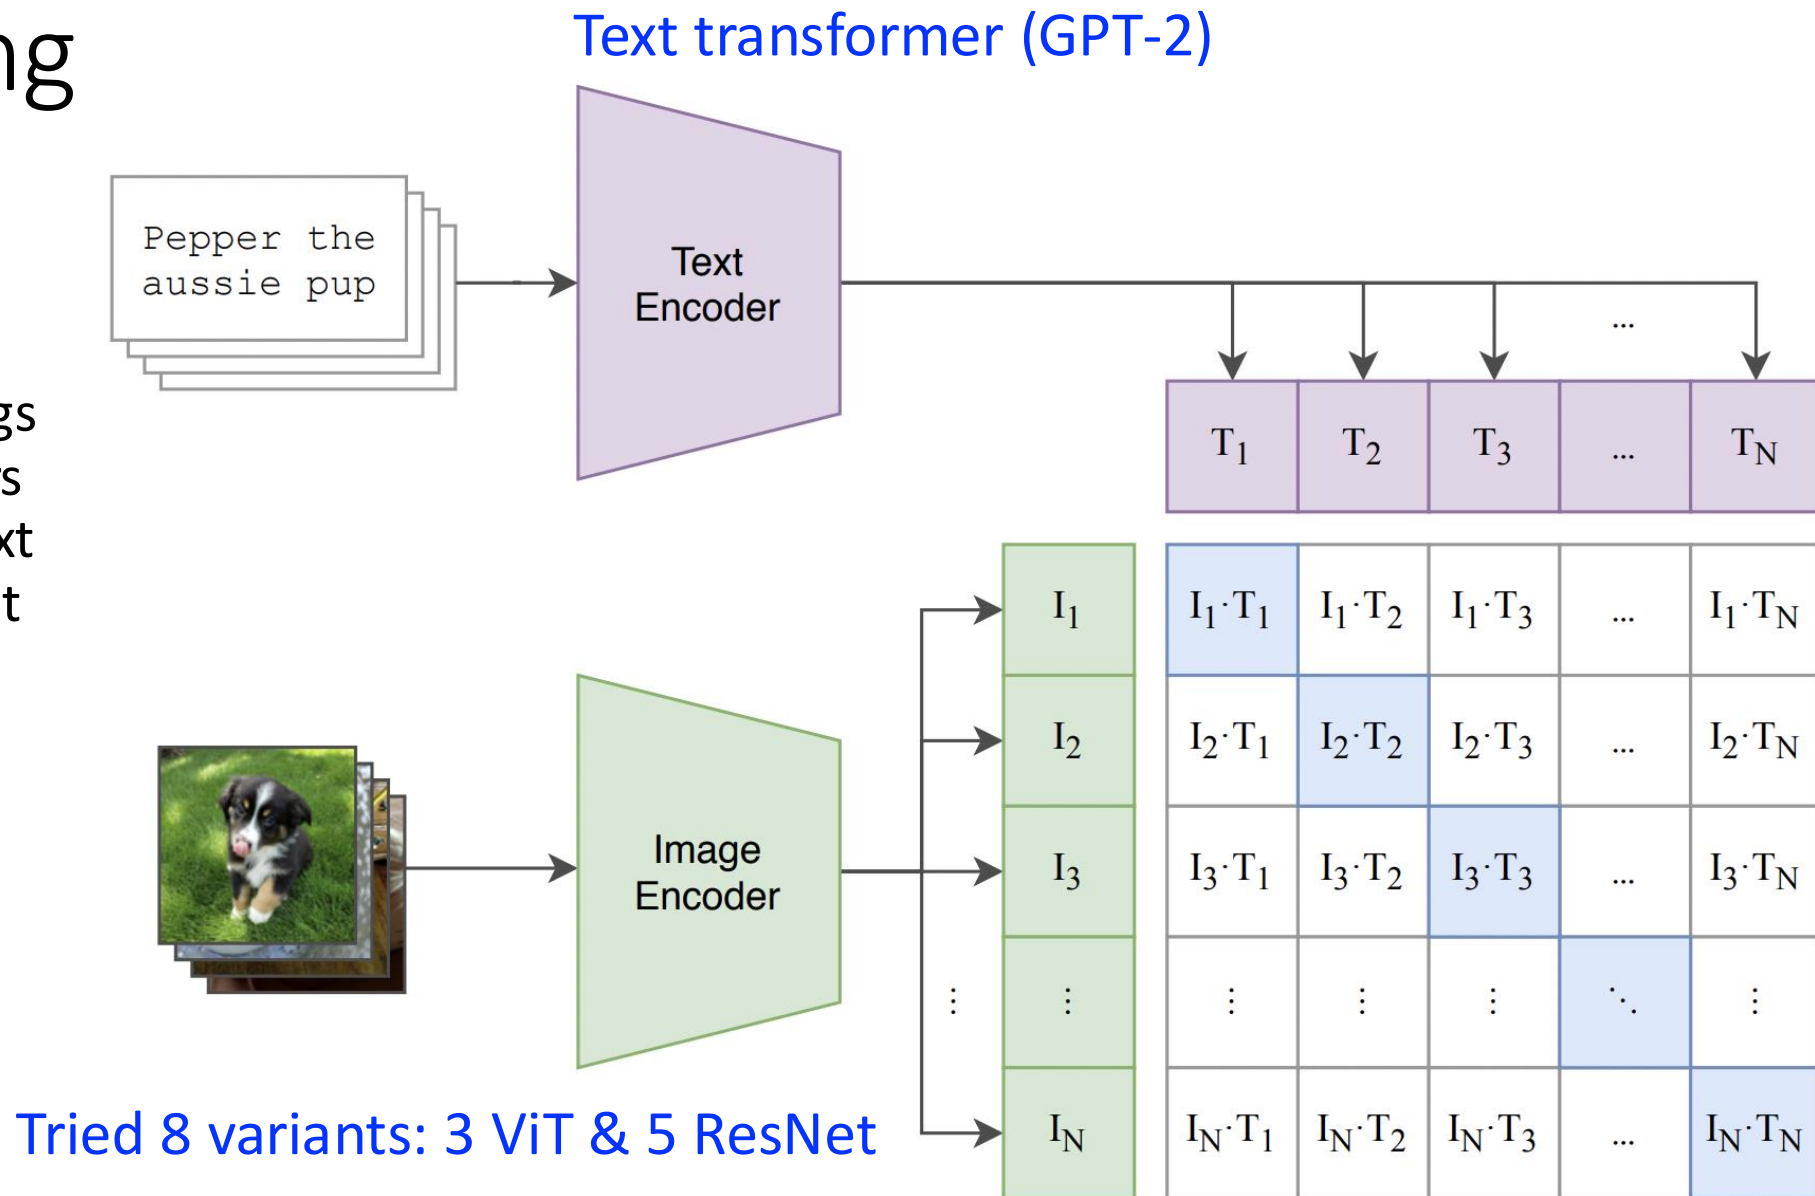 Text transformer (GPT-2)
Pepper the
aussie pup
Text
Encoder
...
T1 T2 T3 ... TN
I1 I1·T1 I1·T2 I1·T3 ... I1·TN
I2 I2·T1 I2·T2 I2·T3 ... I2·TN
Image
Encoder
I3 I3·T1 I3·T2 I3·T3 ... I3·TN
⋮ ⋮ ⋮ ⋮ ⋮ ⋱ ⋮
IN IN·T1 IN·T2 IN·T3 ... IN·TN
Tried 8 variants: 3 ViT & 5 ResNet